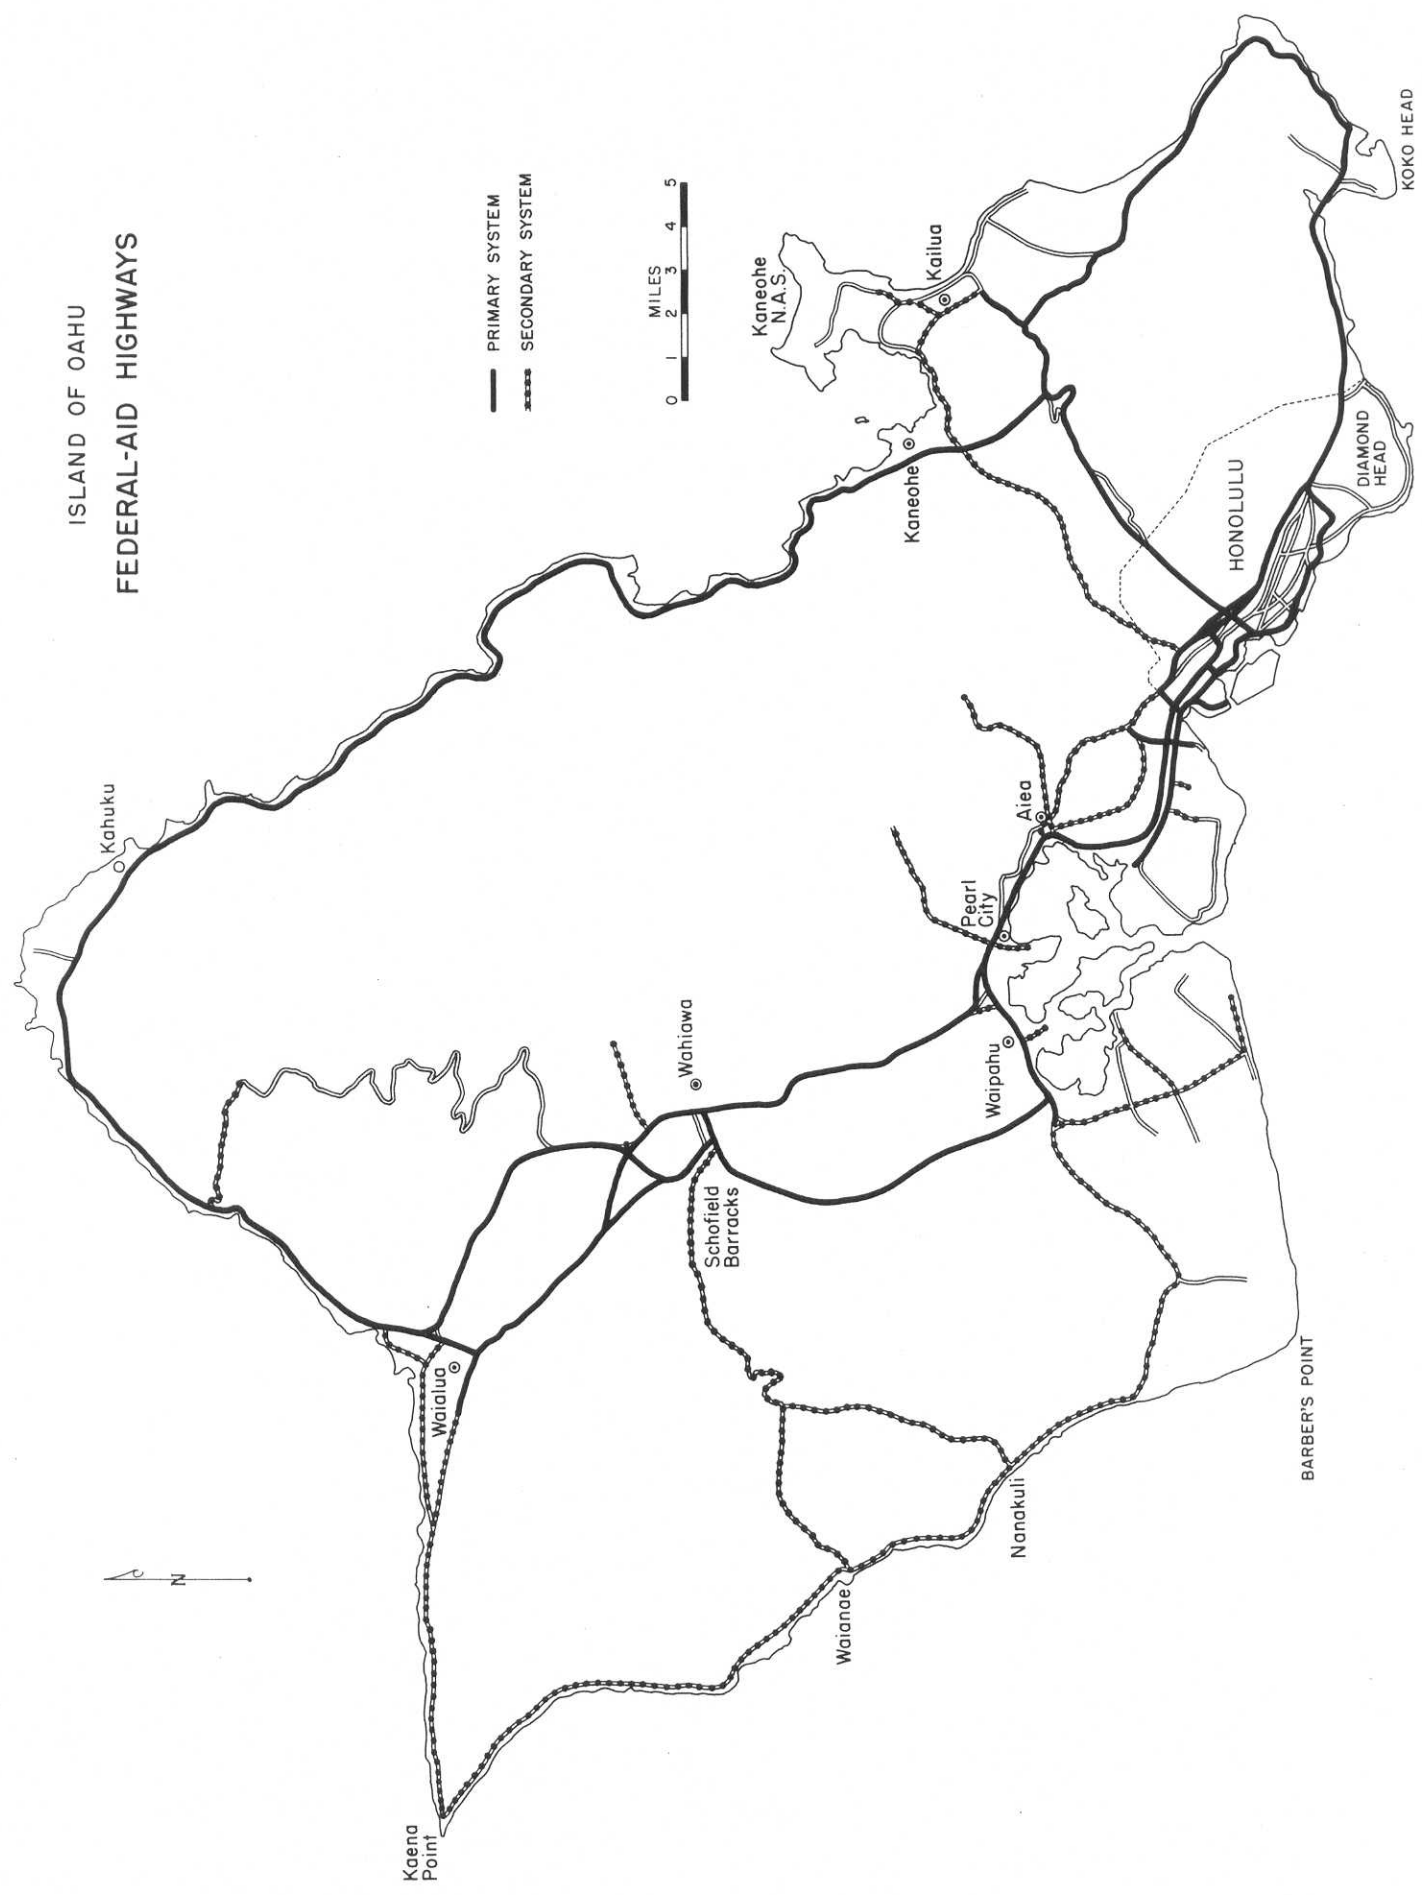 ISLAND OF OAHU
FEDERAL-AID HIGHWAYS
PRIMARY SYSTEM
SECONDARY SYSTEM
MILES
0 1 2 3 4 5
N
Kahuku
Kaneohe
N.A.S.
Kailua
Kaneohe
Wahiawa
Schofield
Barracks
Waialua
Kaena
Point
Waianae
Nanakuli
Waipahu
Pearl
City
Aiea
HONOLULU
DIAMOND
HEAD
KOKO HEAD
BARBER'S POINT